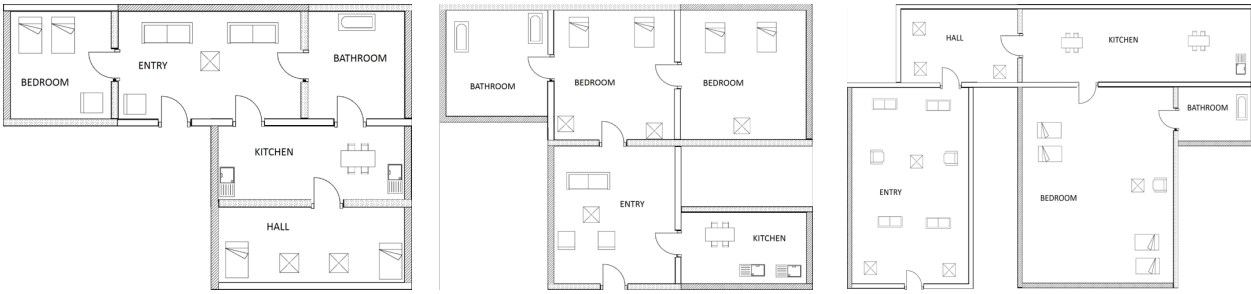 BEDROOM
ENTRY
BATHROOM
KITCHEN
HALL
BATHROOM
BEDROOM
BEDROOM
ENTRY
KITCHEN
HALL
KITCHEN
BATHROOM
ENTRY
BEDROOM